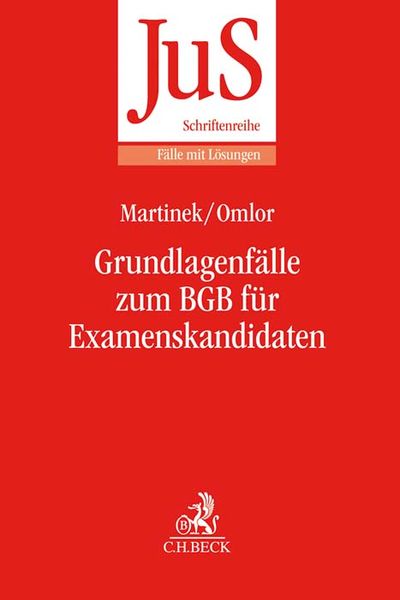 JuS
Schriftenreihe
Fälle mit Lösungen
Martinek/Omlor
Grundlagenfälle
zum BGB für
Examenskandidaten
B
C.H.BECK